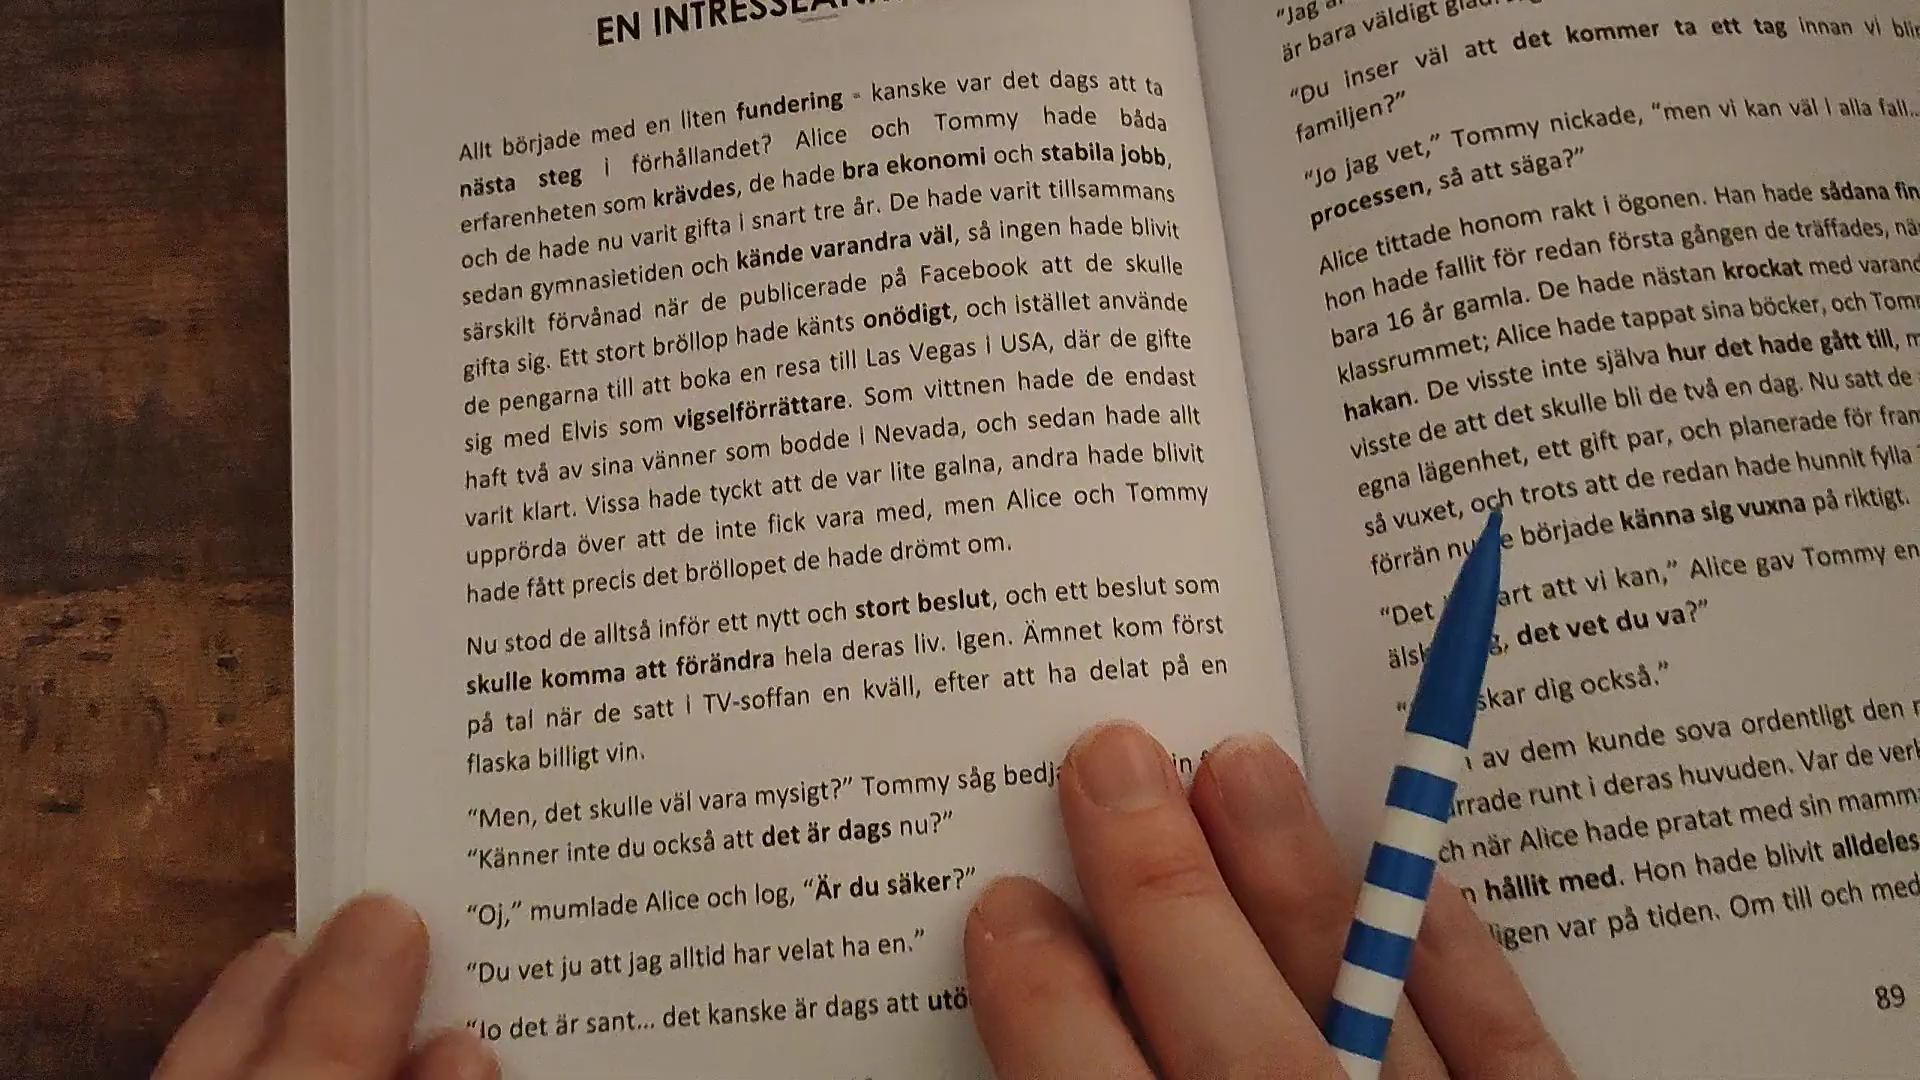 EN INTRESSEAN
Allt började med en liten fundering - kanske var det dags att ta
nästa steg i förhållandet? Alice och Tommy hade båda
erfarenheten som krävdes, de hade bra ekonomi och stabila jobb,
och de hade nu varit gifta i snart tre år. De hade varit tillsammans
sedan gymnasietiden och kände varandra väl, så ingen hade blivit
särskilt förvånad när de publicerade på Facebook att de skulle
gifta sig. Ett stort bröllop hade känts onödigt, och istället använde
de pengarna till att boka en resa till Las Vegas i USA, där de gifte
sig med Elvis som vigselförrättare. Som vittnen hade de endast
haft två av sina vänner som bodde i Nevada, och sedan hade allt
varit klart. Vissa hade tyckt att de var lite galna, andra hade blivit
upprörda över att de inte fick vara med, men Alice och Tommy
hade fått precis det bröllopet de hade drömt om.
Nu stod de alltså inför ett nytt och stort beslut, och ett beslut som
skulle komma att förändra hela deras liv. Igen. Ämnet kom först
på tal när de satt i TV-soffan en kväll, efter att ha delat på en
flaska billigt vin.
“Men, det skulle väl vara mysigt?” Tommy såg
“Känner inte du också att det är dags nu?”
“Oj,” mumlade Alice och log, “Är du säker?”
“Du vet ju att jag alltid har velat ha en.”
“Jo det är sant... det kanske är dags att
“Jag
är bara väldigt
“Du inser väl att det kommer ta ett tag innan vi
familjen?”
“Jo jag vet,” Tommy nickade, “men vi kan väl i alla fall...
processen, så att säga?”
Alice tittade honom rakt i ögonen. Han hade sådana
hon hade fallit för redan första gången de träffades,
bara 16 år gamla. De hade nästan krockat med
klassrummet; Alice hade tappat sina böcker, och
hakan. De visste inte själva hur det hade gått till,
visste de att det skulle bli de två en dag. Nu satt de
egna lägenhet, ett gift par, och planerade för
så vuxet, och trots att de redan hade hunnit fylla
förrän började känna sig vuxna på riktigt.
“Det att vi kan,” Alice gav Tommy en
det vet du va?”
dig också.”
av dem kunde sova ordentligt den
runt i deras huvuden. Var de
när Alice hade pratat med sin
hållit med. Hon hade blivit alldeles
var på tiden. Om till och med
89